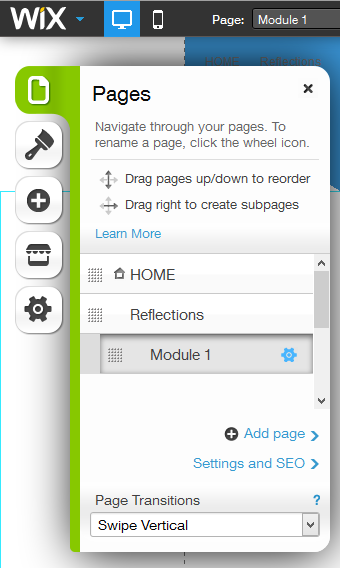 WiX
Page: Module 1
HOME Reflections
Pages
Navigate through your pages. To
rename a page, click the wheel icon.
Drag pages up/down to reorder
Drag right to create subpages
Learn More
HOME
Reflections
Module 1
Add page
Settings and SEO
Page Transitions ?
Swipe Vertical